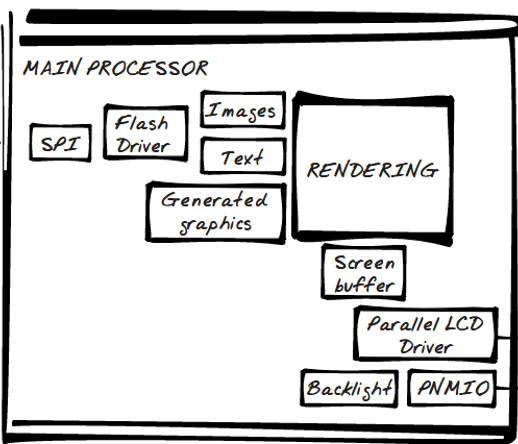 MAIN PROCESSOR
Images
Flash
Driver
SPI
Text
RENDERING
Generated
graphics
Screen
buffer
Parallel LCD
Driver
Backlight
PNMIO